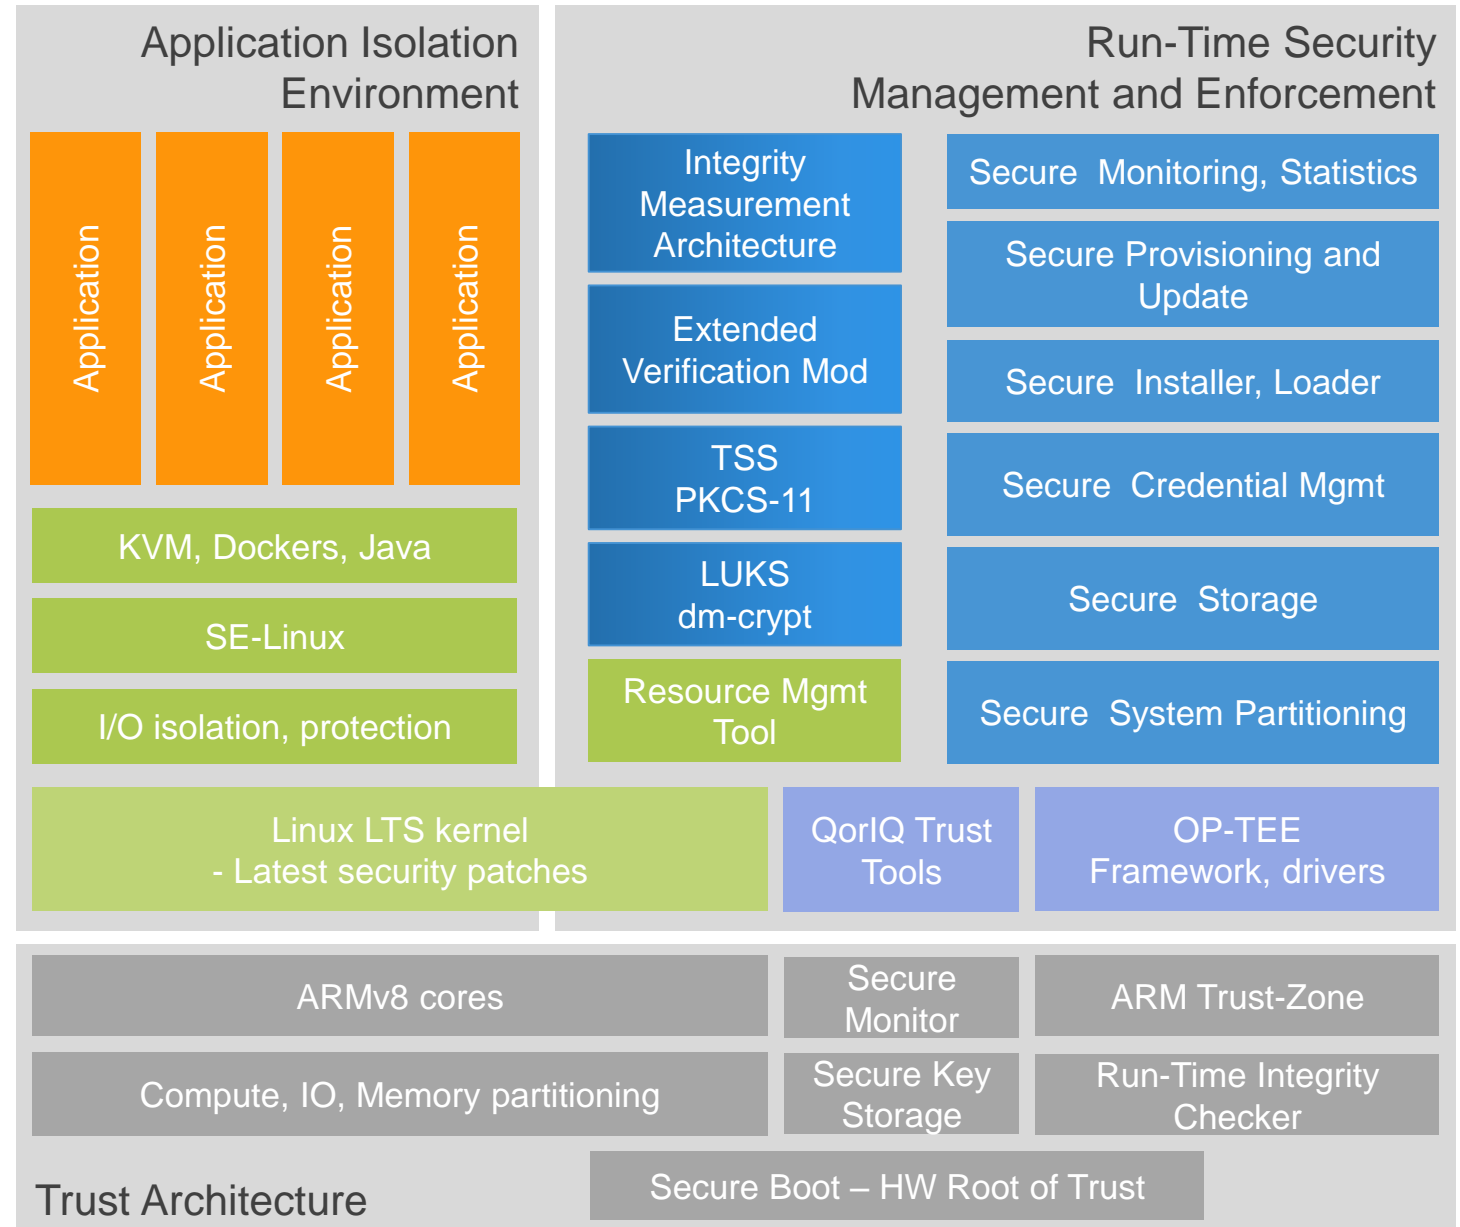 Application Isolation
Environment
Application
Application
Application
Application
KVM, Dockers, Java
SE-Linux
I/O isolation, protection
Run-Time Security
Management and Enforcement
Integrity
Measurement
Architecture
Extended
Verification Mod
TSS
PKCS-11
LUKS
dm-crypt
Resource Mgmt
Tool
Secure  Monitoring, Statistics
Secure Provisioning and
Update
Secure  Installer, Loader
Secure  Credential Mgmt
Secure  Storage
Secure  System Partitioning
Linux LTS kernel
- Latest security patches
QorIQ Trust
Tools
OP-TEE
Framework, drivers
ARMv8 cores
Secure
Monitor
ARM Trust-Zone
Compute, IO, Memory partitioning
Secure Key
Storage
Run-Time Integrity
Checker
Trust Architecture
Secure Boot – HW Root of Trust